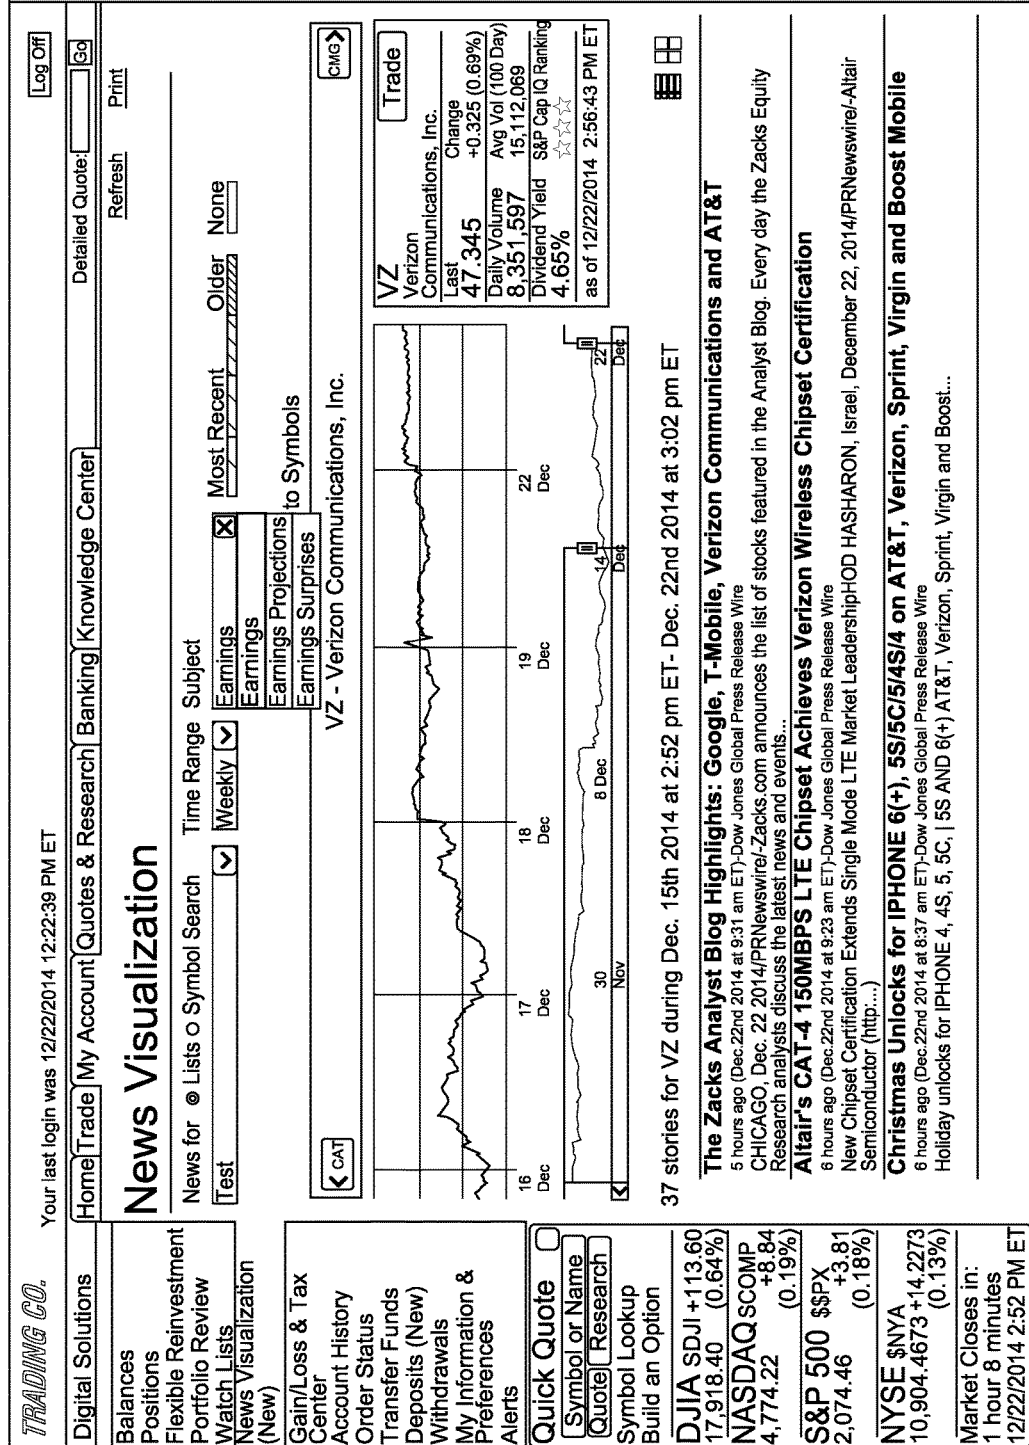 TRADING CO.
Your last login was 12/22/2014 12:22:39 PM ET
Log Off
Digital Solutions
Home
Trade
My Account
Quotes & Research
Banking
Knowledge Center
Detailed Quote:
Go
Balances
Positions
Flexible Reinvestment
Portfolio Review
Watch Lists
News Visualization
(New)
Gain/Loss & Tax
Center
Account History
Order Status
Transfer Funds
Deposits (New)
Withdrawals
My Information &
Preferences
Alerts
Quick Quote
Symbol or Name
Quote
Research
Symbol Lookup
Build an Option
DJIA SDJI +113.60
17,918.40 (0.64%)
NASDAQ SCOMP
4,774.22 +8.84
(0.19%)
S&P 500 $SPX
2,074.46 +3.81
(0.18%)
NYSE $NYA
10,904.4673 +14.2273
(0.13%)
Market Closes in:
1 hour 8 minutes
12/22/2014 2:52 PM ET
Refresh Print
News Visualization
News for Lists Symbol Search Time Range Subject
Most Recent Older None
Test
Weekly
Earnings X
Earnings
Earnings Projections
Earnings Surprises
to Symbols
< CAT
VZ - Verizon Communications, Inc.
CMG>
16 Dec
17 Dec
18 Dec
19 Dec
22 Dec
30 Nov
8 Dec
14 Dec
22 Dec
VZ
Trade
Verizon
Communications, Inc.
Last Change
47.345 +0.325 (0.69%)
Daily Volume Avg Vol (100 Day)
8,351,597 15,112,069
Dividend Yield S&P Cap IQ Ranking
4.65% ☆☆☆
as of 12/22/2014 2:56:43 PM ET
37 stories for VZ during Dec. 15th 2014 at 2:52 pm ET- Dec. 22nd 2014 at 3:02 pm ET
The Zacks Analyst Blog Highlights: Google, T-Mobile, Verizon Communications and AT&T
5 hours ago (Dec.22nd 2014 at 9:31 am ET)-Dow Jones Global Press Release Wire
CHICAGO, Dec. 22 2014/PRNewswire/-Zacks.com announces the list of stocks featured in the Analyst Blog. Every day the Zacks Equity
Research analysts discuss the latest news and events...
Altair's CAT-4 150MBPS LTE Chipset Achieves Verizon Wireless Chipset Certification
6 hours ago (Dec.22nd 2014 at 9:23 am ET)-Dow Jones Global Press Release Wire
New Chipset Certification Extends Single Mode LTE Market LeadershipHOD HASHARON, Israel, December 22, 2014/PRNewswire/-Altair
Semiconductor (http:...)
Christmas Unlocks for IPHONE 6(+), 5S/5C/5/4S/4 on AT&T, Verizon, Sprint, Virgin and Boost Mobile
6 hours ago (Dec.22nd 2014 at 8:37 am ET)-Dow Jones Global Press Release Wire
Holiday unlocks for IPHONE 4, 4S, 5, 5C, | 5S AND 6(+) AT&T, Verizon, Sprint, Virgin and Boost...